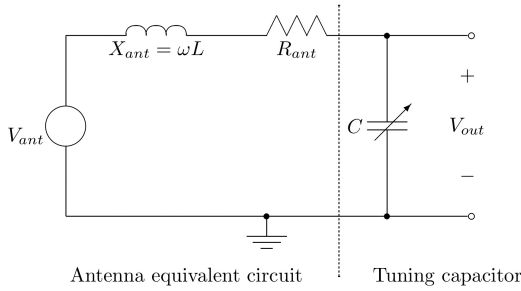 X_ant = ωL
R_ant
+
V_ant
C
V_out
−
Antenna equivalent circuit
Tuning capacitor